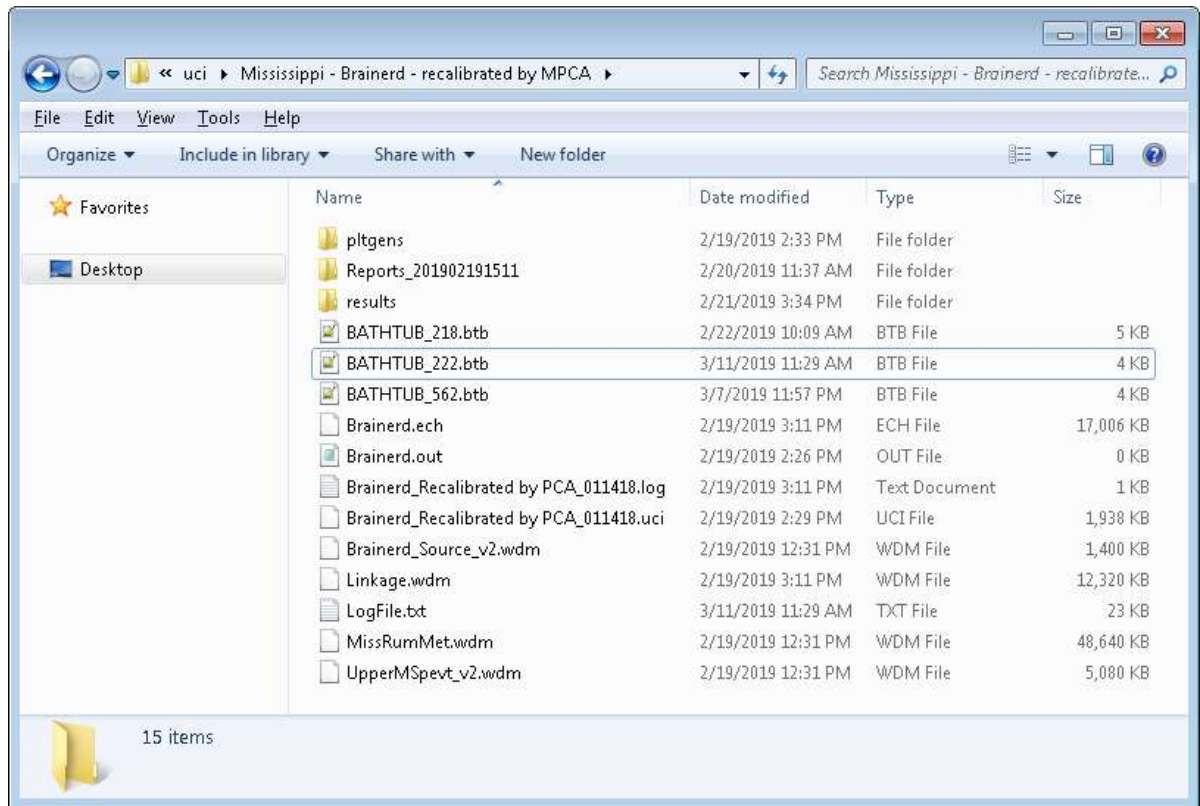 « uci ▸ Mississippi - Brainerd - recalibrated by MPCA ▸ Search Mississippi - Brainerd - recalibrate...
File Edit View Tools Help
Organize Include in library Share with New folder
Favorites
Desktop
Name Date modified Type Size
pltgens 2/19/2019 2:33 PM File folder
Reports_201902191511 2/20/2019 11:37 AM File folder
results 2/21/2019 3:34 PM File folder
BATHTUB_218.btb 2/22/2019 10:09 AM BTB File 5 KB
BATHTUB_222.btb 3/11/2019 11:29 AM BTB File 4 KB
BATHTUB_562.btb 3/7/2019 11:57 PM BTB File 4 KB
Brainerd.ech 2/19/2019 3:11 PM ECH File 17,006 KB
Brainerd.out 2/19/2019 2:26 PM OUT File 0 KB
Brainerd_Recalibrated by PCA_011418.log 2/19/2019 3:11 PM Text Document 1 KB
Brainerd_Recalibrated by PCA_011418.uci 2/19/2019 2:29 PM UCI File 1,938 KB
Brainerd_Source_v2.wdm 2/19/2019 12:31 PM WDM File 1,400 KB
Linkage.wdm 2/19/2019 3:11 PM WDM File 12,320 KB
LogFile.txt 3/11/2019 11:29 AM TXT File 23 KB
MissRumMet.wdm 2/19/2019 12:31 PM WDM File 48,640 KB
UpperMSpevt_v2.wdm 2/19/2019 12:31 PM WDM File 5,080 KB
15 items